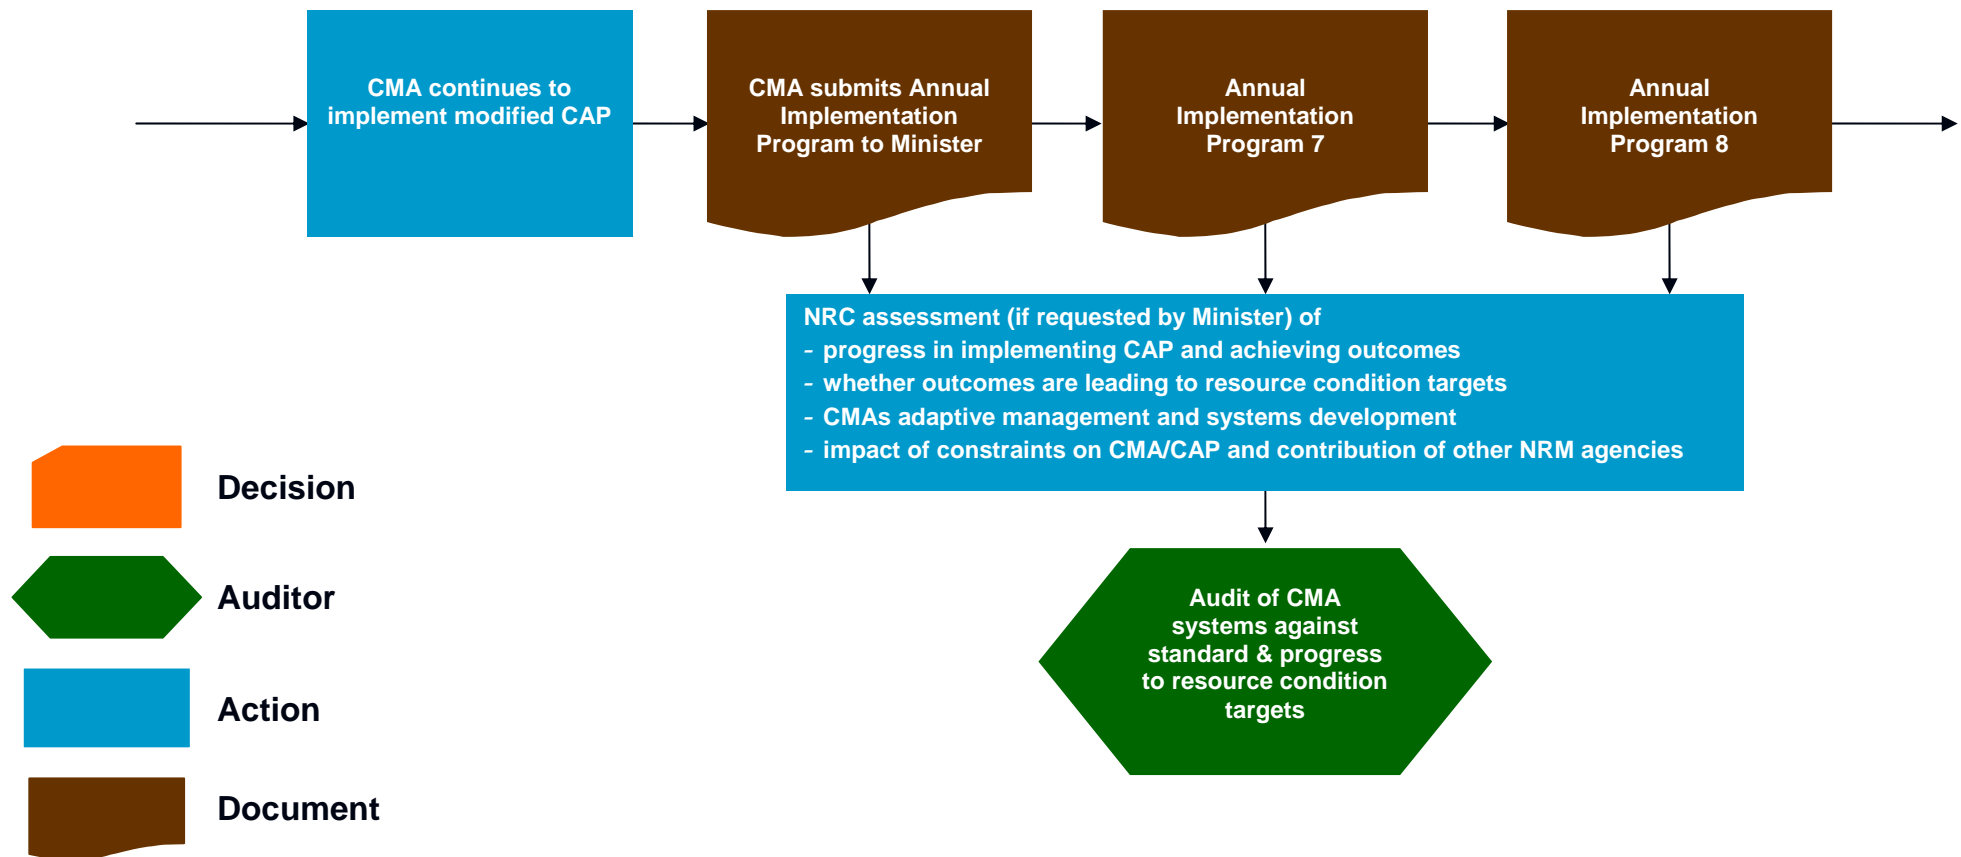 CMA continues to
implement modified CAP
CMA submits Annual
Implementation
Program to Minister
Annual
Implementation
Program 7
Annual
Implementation
Program 8
NRC assessment (if requested by Minister) of
- progress in implementing CAP and achieving outcomes
- whether outcomes are leading to resource condition targets
- CMAs adaptive management and systems development
- impact of constraints on CMA/CAP and contribution of other NRM agencies
Decision
Auditor
Action
Document
Audit of CMA
systems against
standard & progress
to resource condition
targets